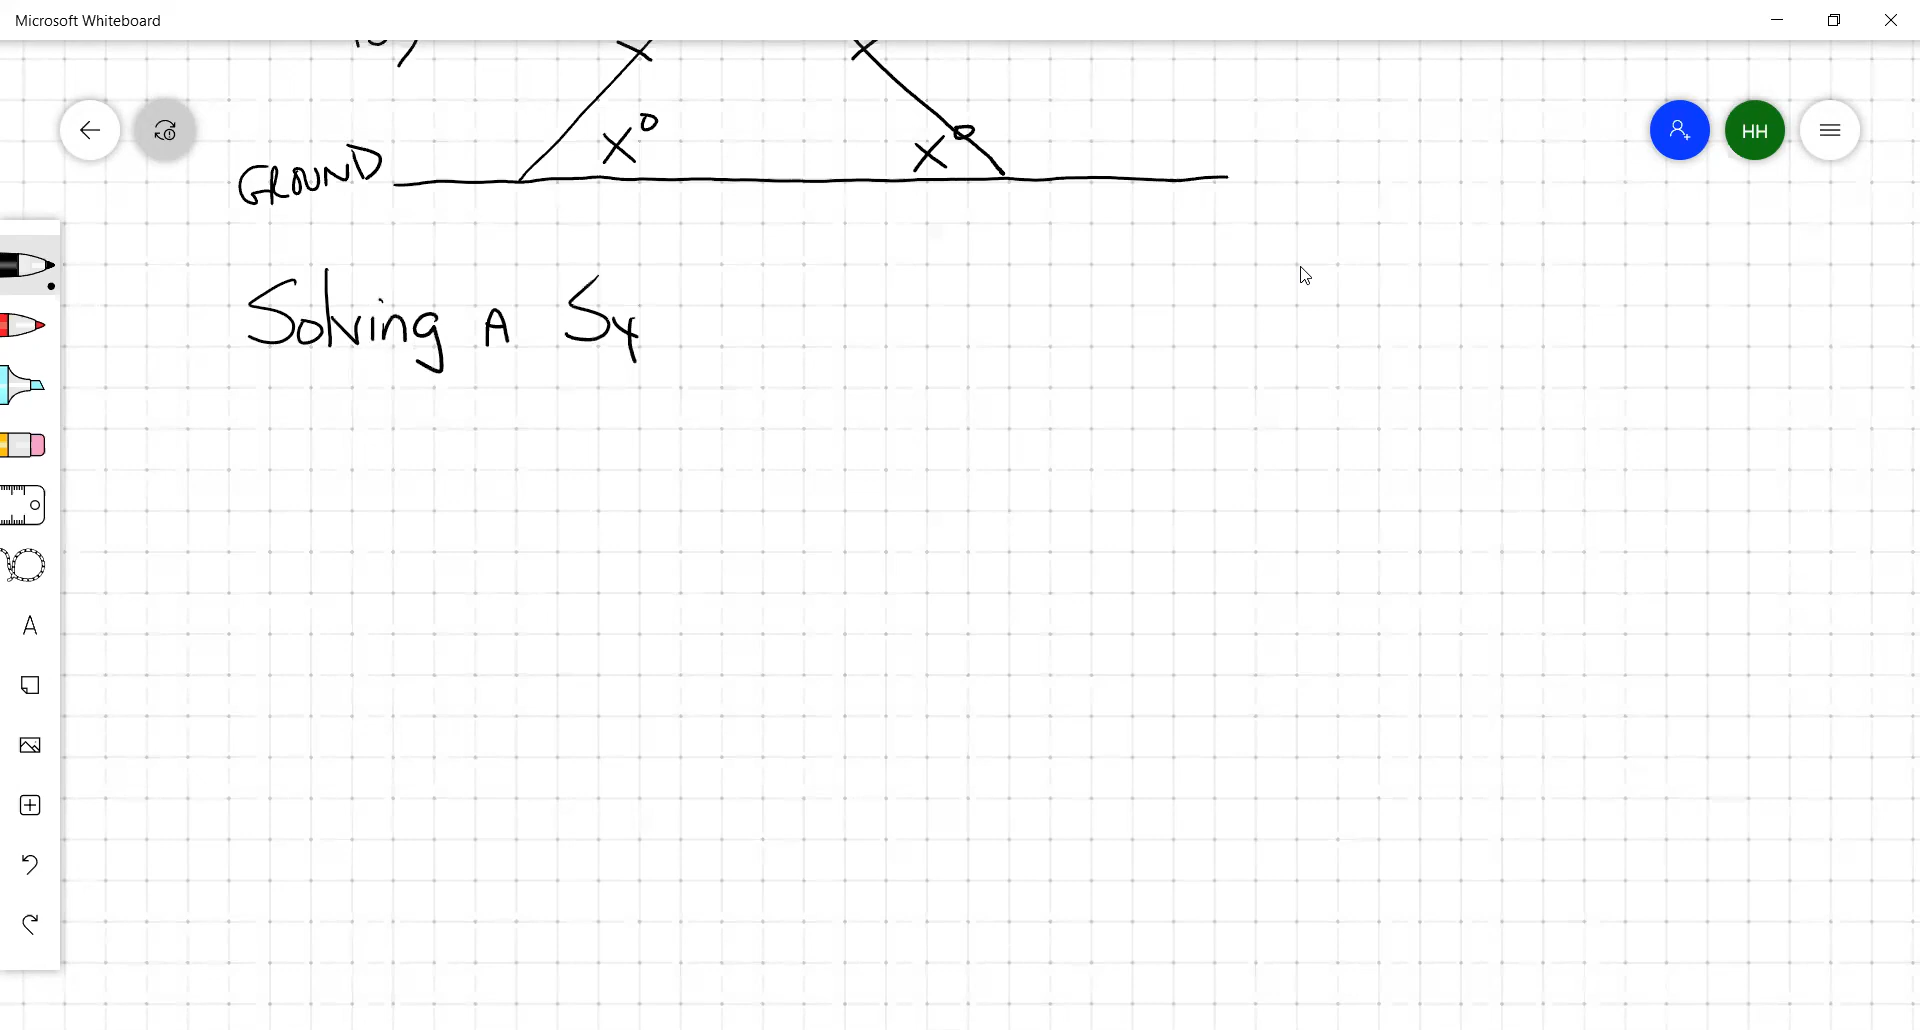 Microsoft Whiteboard
x° x°
HH
GROUND
Solving A Sy
A